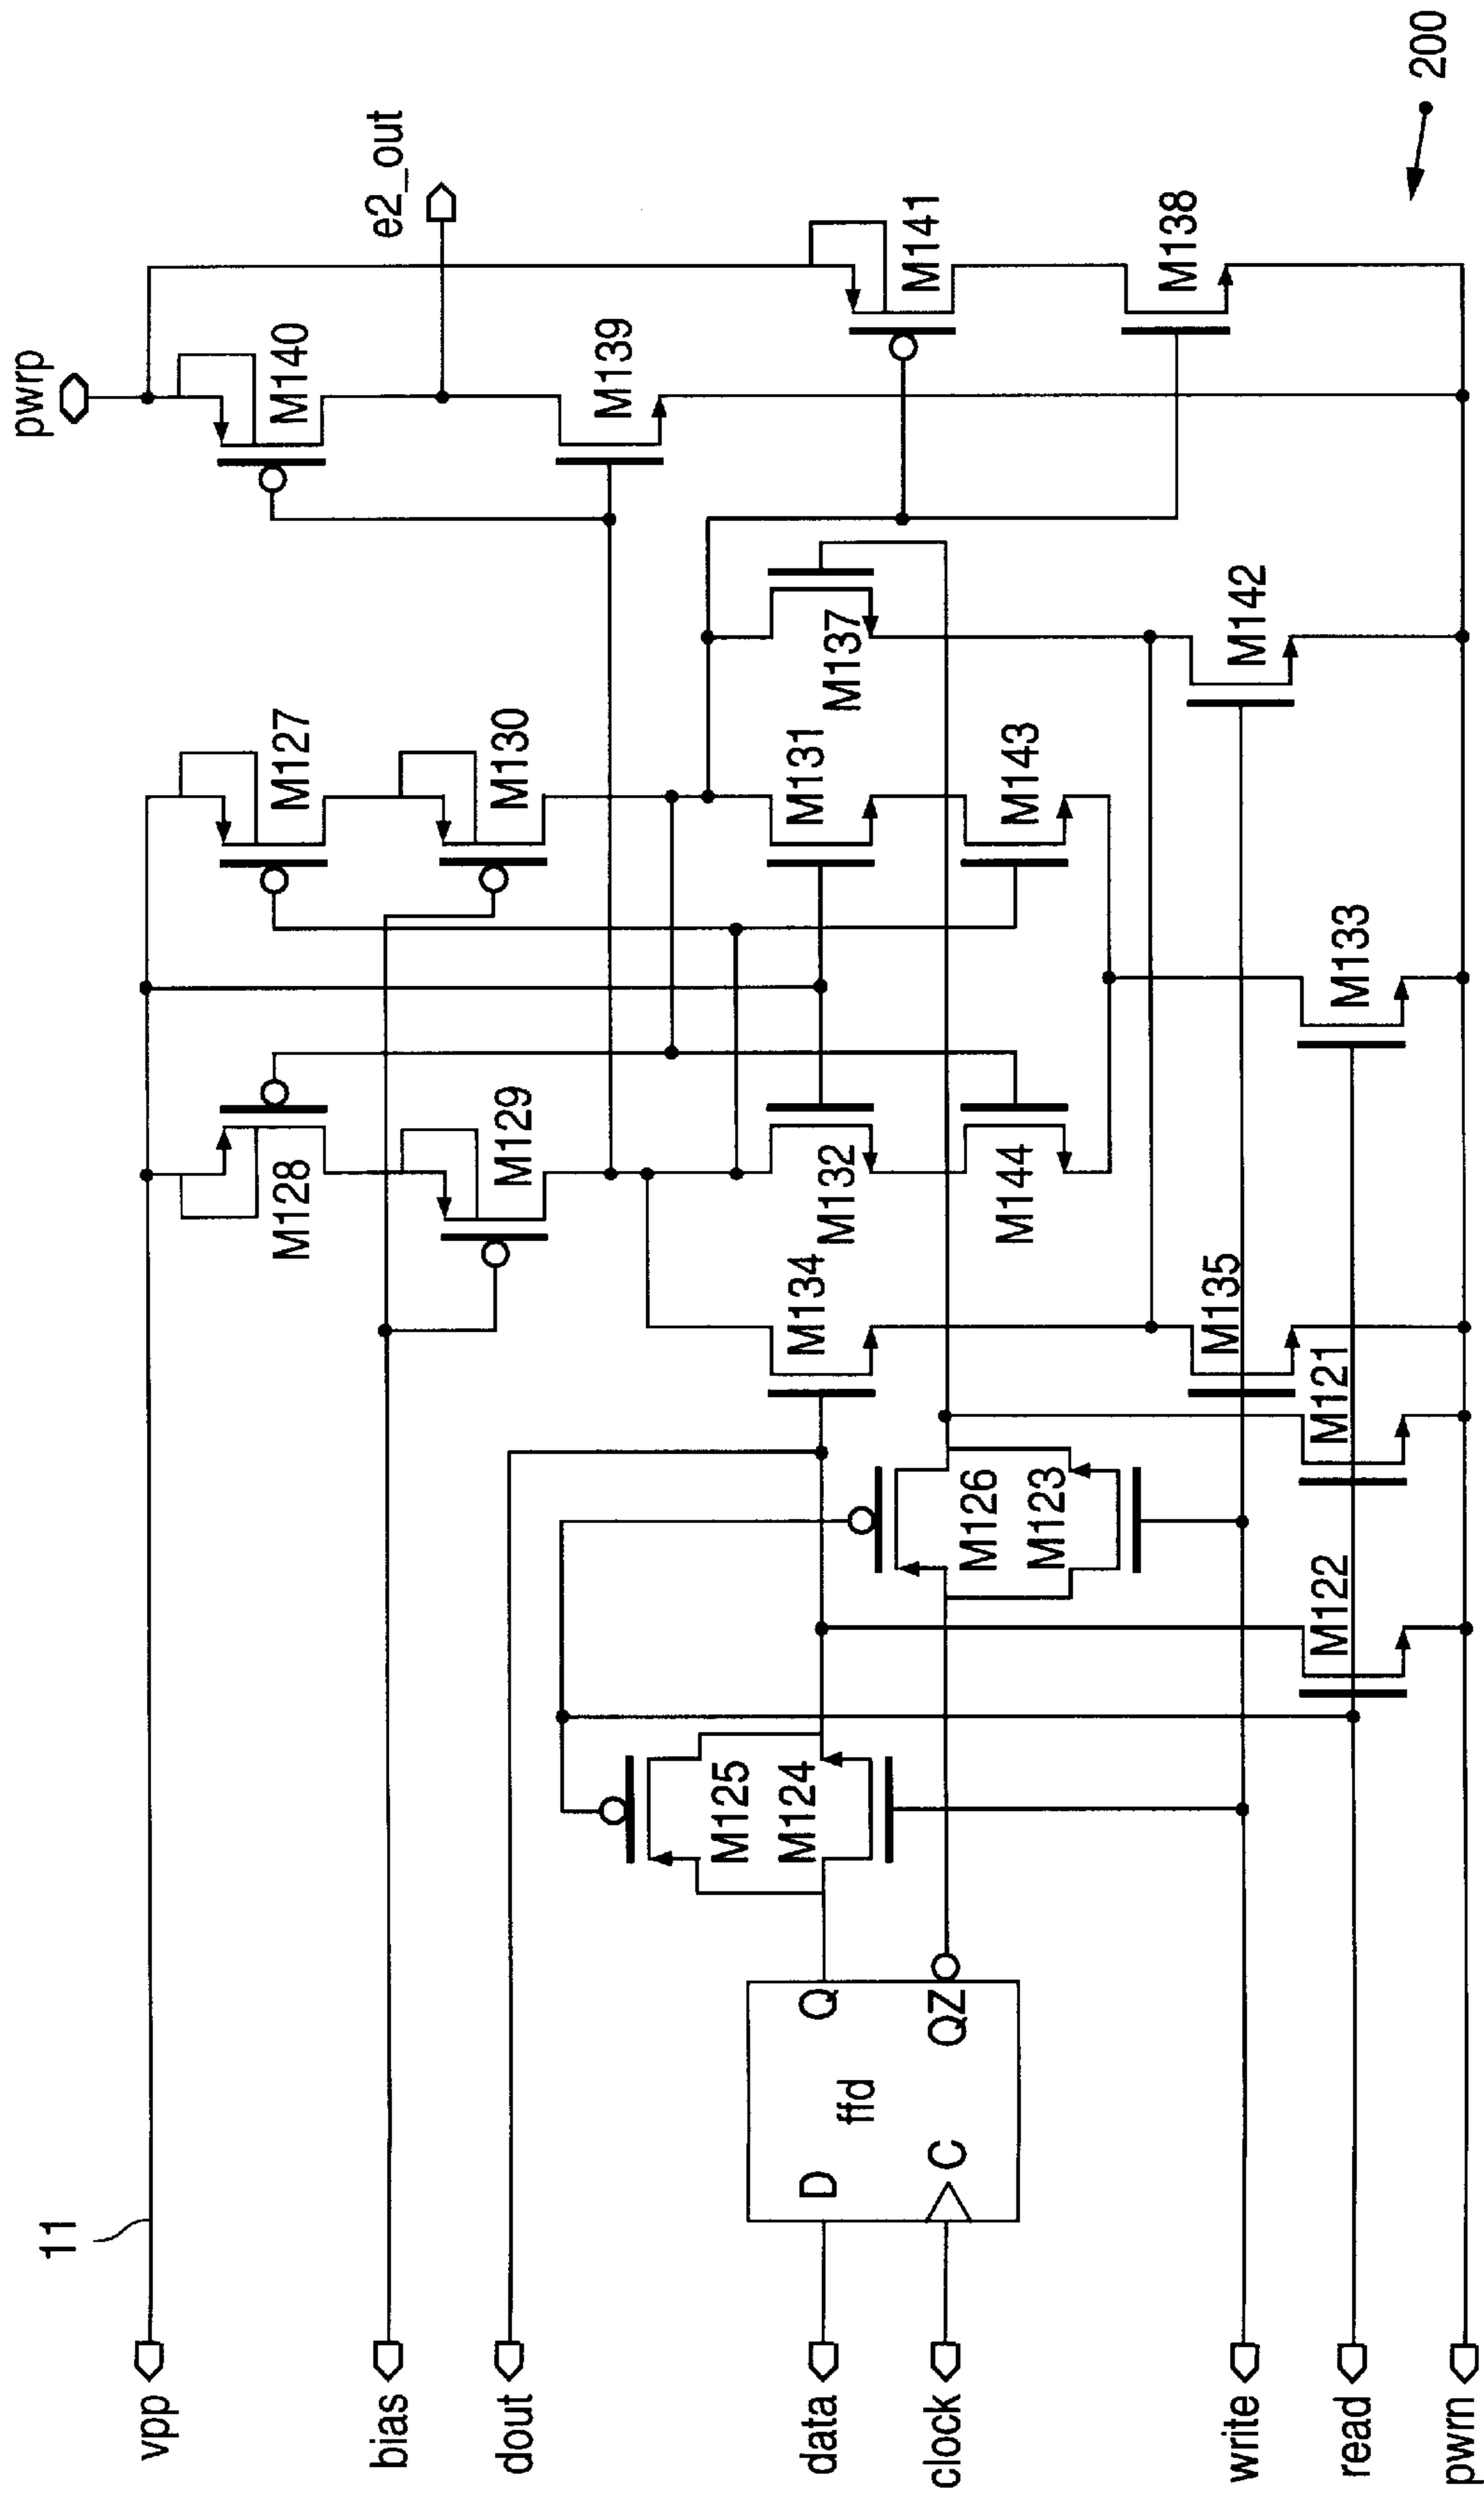 200
pwrp
e2_out
M140
M139
M141
M138
M127
M130
M137
M131
M143
M142
M133
M128
M129
M132
M144
M134
M135
M121
M126
M123
M122
M125
M124
Q
QZ
ffd
D
C
11
vpp
bias
dout
data
clock
write
read
pwrn